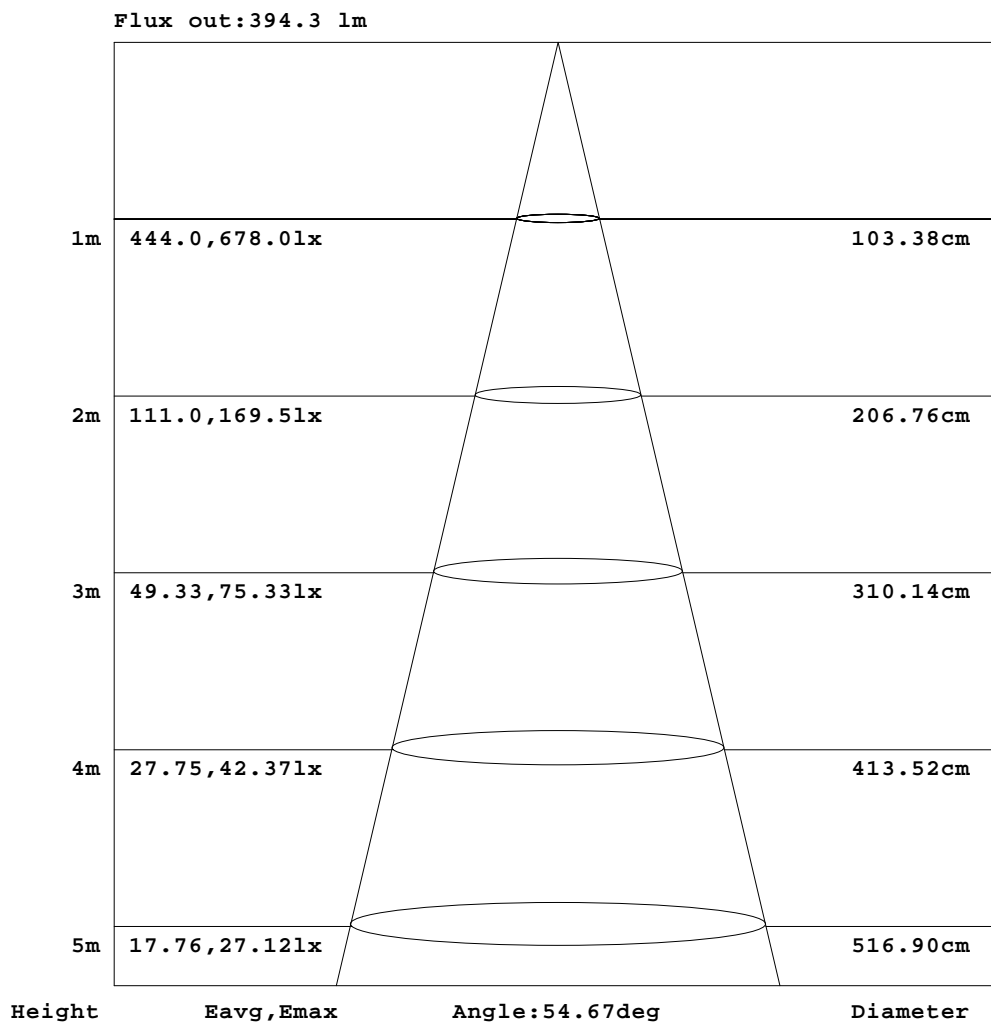 Flux out:394.3 lm
1m 444.0,678.0lx 103.38cm
2m 111.0,169.5lx 206.76cm
3m 49.33,75.33lx 310.14cm
4m 27.75,42.37lx 413.52cm
5m 17.76,27.12lx 516.90cm
Height Eavg,Emax Angle:54.67deg Diameter